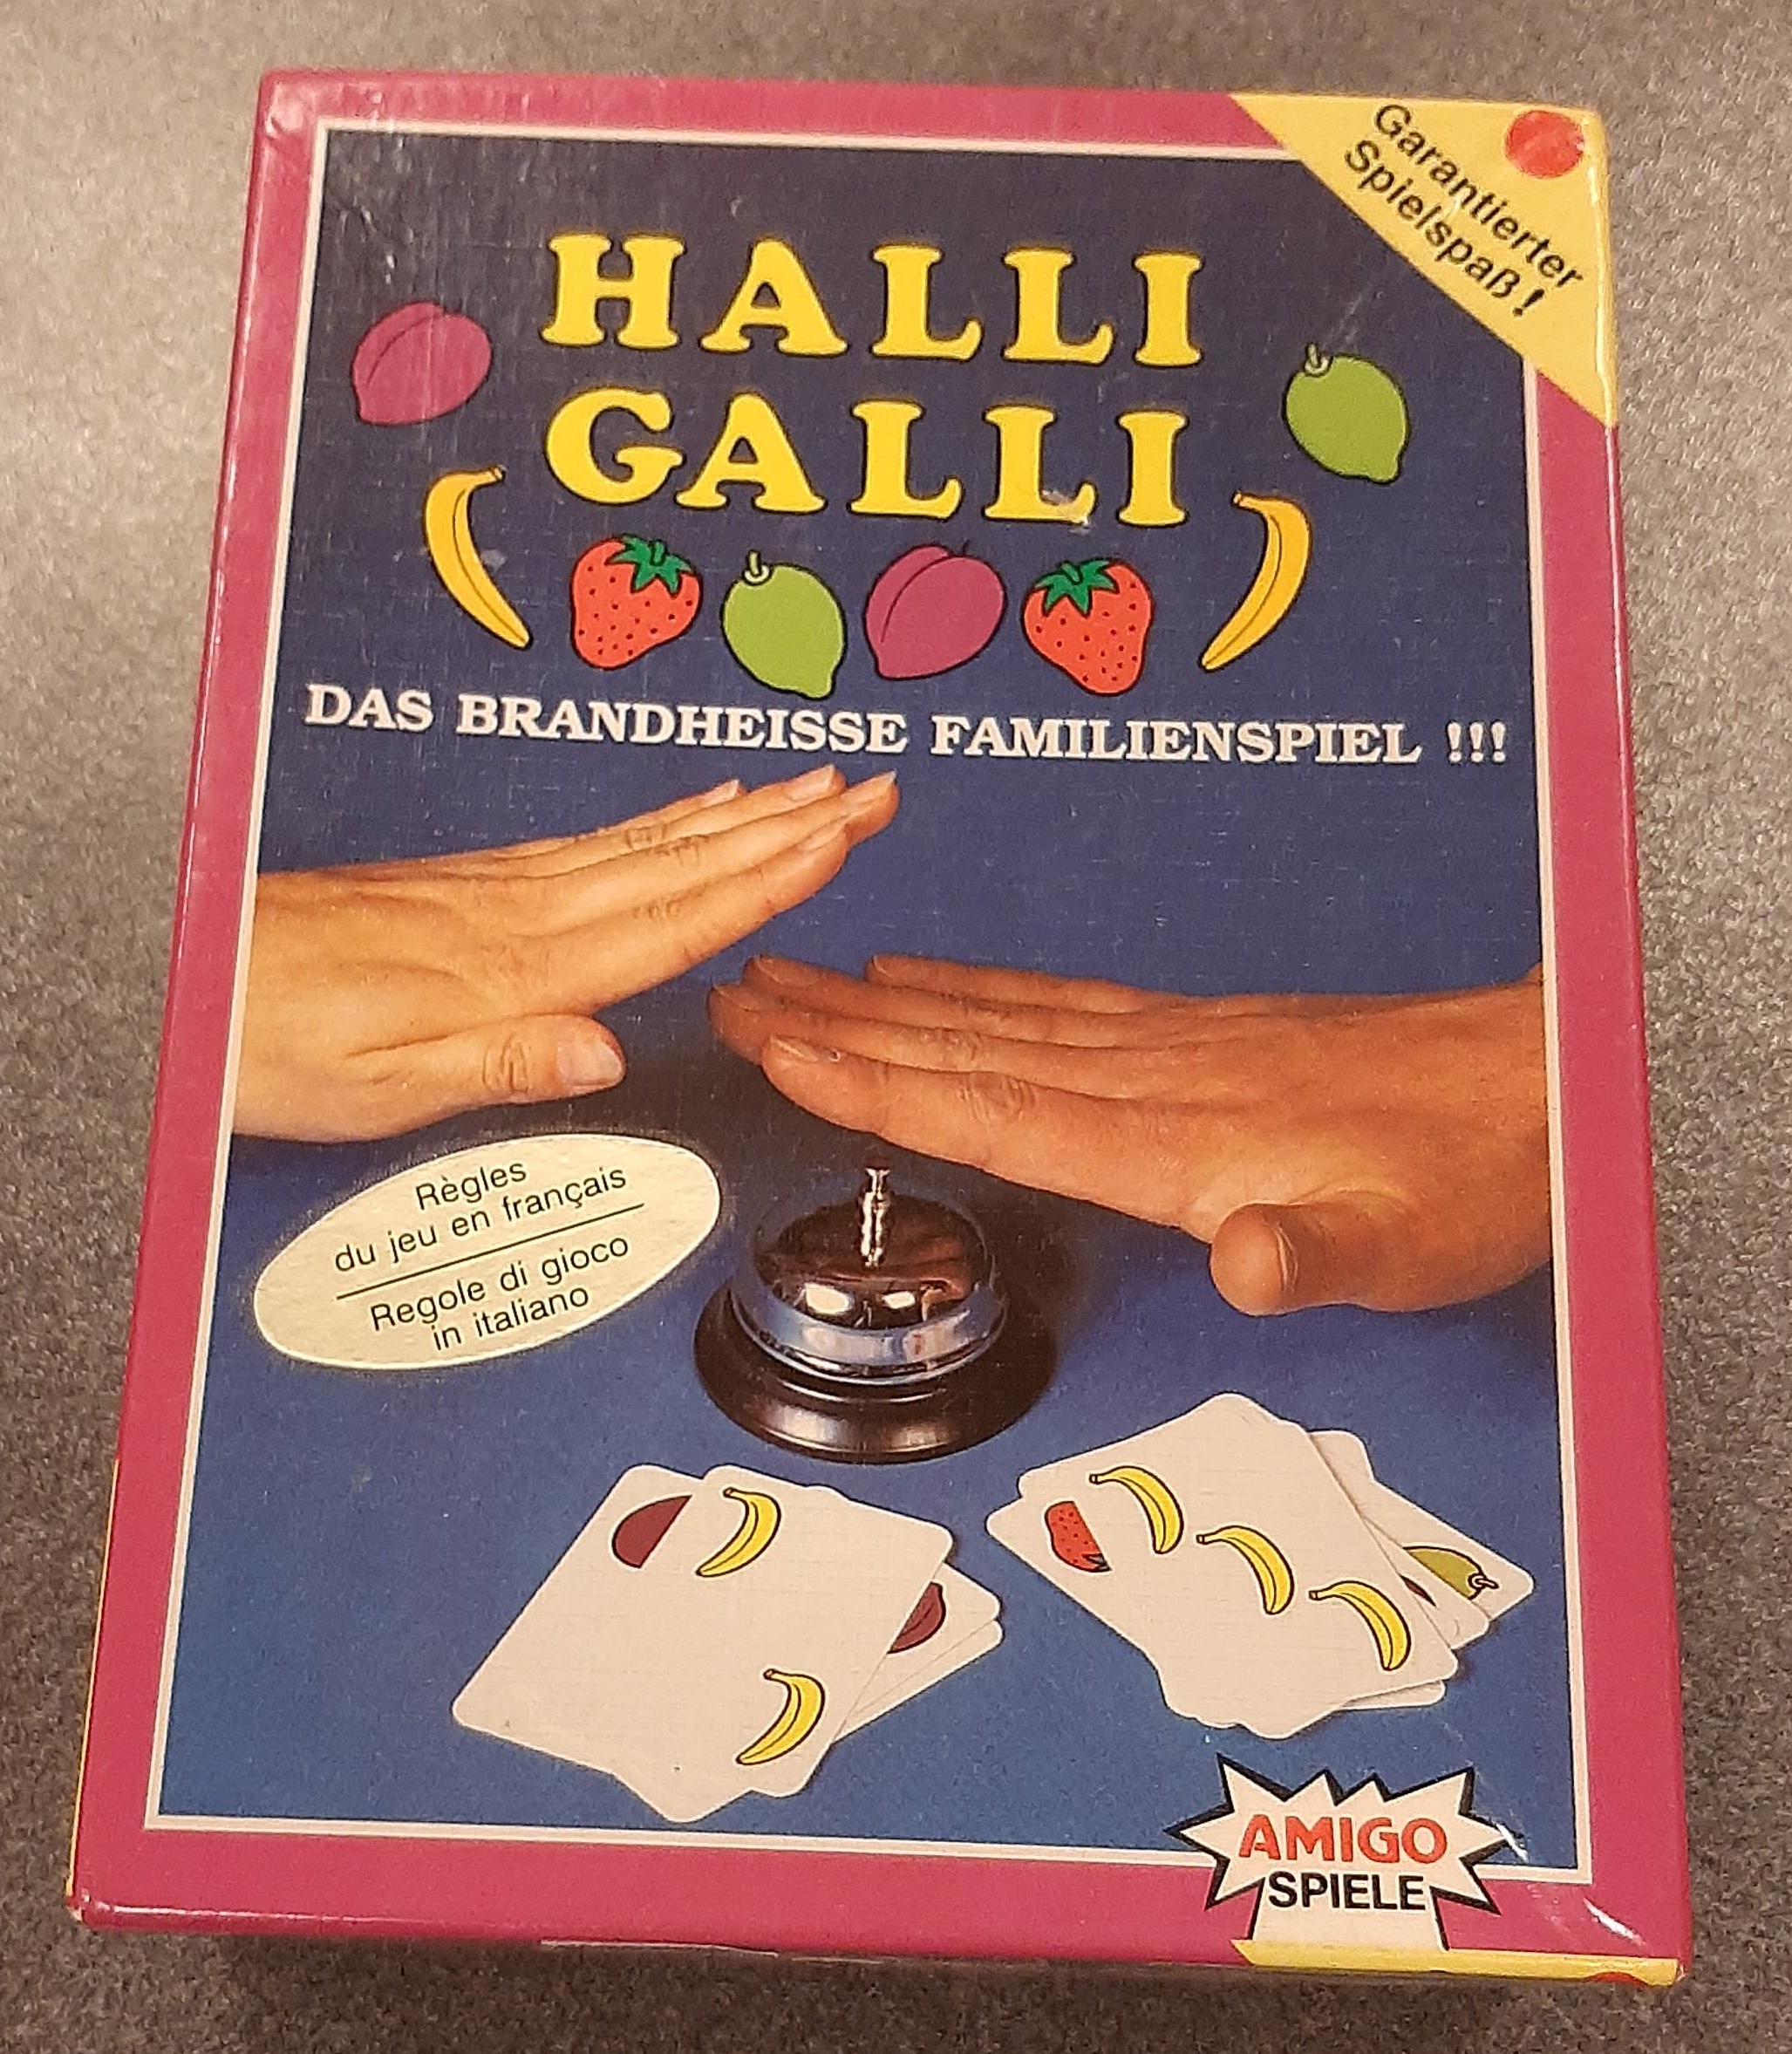 Garantierter
Spielspaß!
HALLI
GALLI
DAS BRANDHEISSE FAMILIENSPIEL !!!
Règles
du jeu en français
Regole di gioco
in italiano
AMIGO
SPIELE